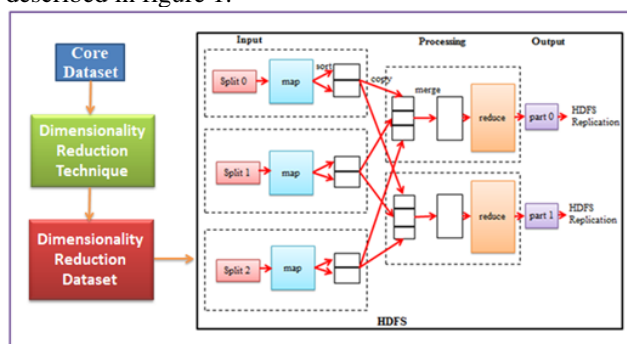 described in figure 1.
Core
Dataset
Dimensionality
Reduction
Technique
Dimensionality
Reduction
Dataset
Input
Processing
Output
sort
copy
merge
Split 0
map
reduce
part 0
HDFS
Replication
Split 1
map
reduce
part 1
HDFS
Replication
Split 2
map
HDFS